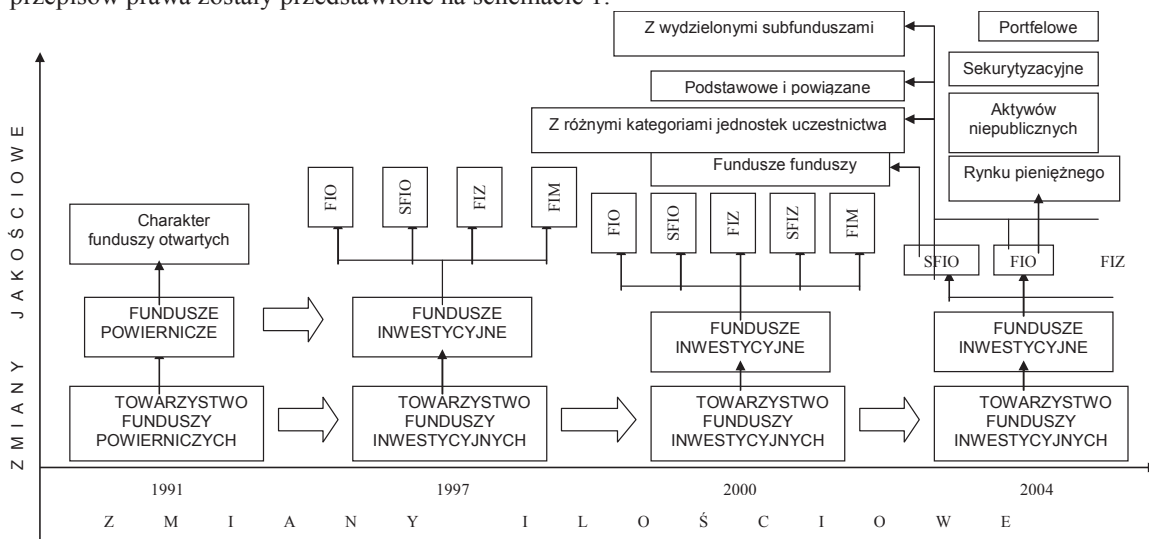 przepisów prawa zostały przedstawione na schemacie 1.
Z wydzielonymi subfunduszami
Portfelowe
Podstawowe i powiązane
Sekurytyzacyjne
Z różnymi kategoriami jednostek uczestnictwa
Aktywów
niepublicznych
Fundusze funduszy
Rynku pieniężnego
ZMIANY JAKOŚCIOWE
Charakter
funduszy otwartych
FIO
SFIO
FIZ
FIM
FIO
SFIO
FIZ
SFIZ
FIM
SFIO
FIO
FIZ
FUNDUSZE
POWIERNICZE
FUNDUSZE
INWESTYCYJNE
FUNDUSZE
INWESTYCYJNE
FUNDUSZE
INWESTYCYJNE
TOWARZYSTWO
FUNDUSZY
POWIERNICZYCH
TOWARZYSTWO
FUNDUSZY
INWESTYCYJNYCH
TOWARZYSTWO
FUNDUSZY
INWESTYCYJNYCH
TOWARZYSTWO
FUNDUSZY
INWESTYCYJNYCH
1991
1997
2000
2004
ZMIANY ILOŚCIOWE